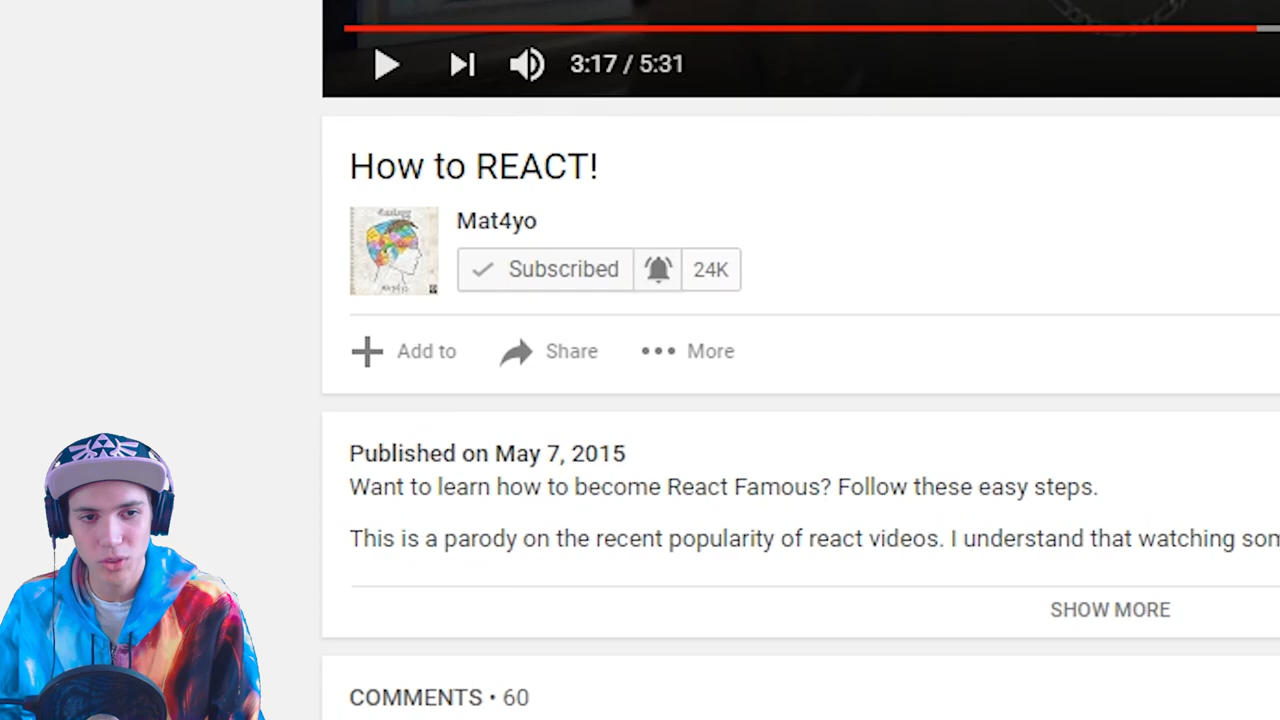 3:17 / 5:31
How to REACT!
Mat4yo
Subscribed 24K
Add to Share More
Published on May 7, 2015
Want to learn how to become React Famous? Follow these easy steps.
This is a parody on the recent popularity of react videos. I understand that watching som
SHOW MORE
COMMENTS • 60